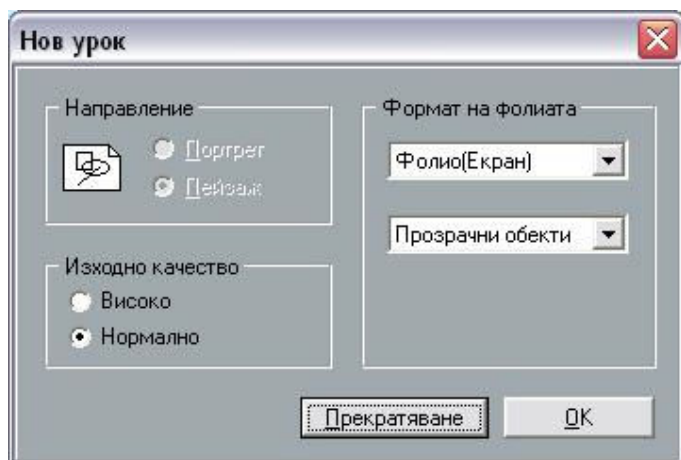 Нов урок
Направление
Портрет
Пейзаж
Изходно качество
Високо
Нормално
Формат на фолиата
Фолио(Екран)
Прозрачни обекти
Прекратяване
OK